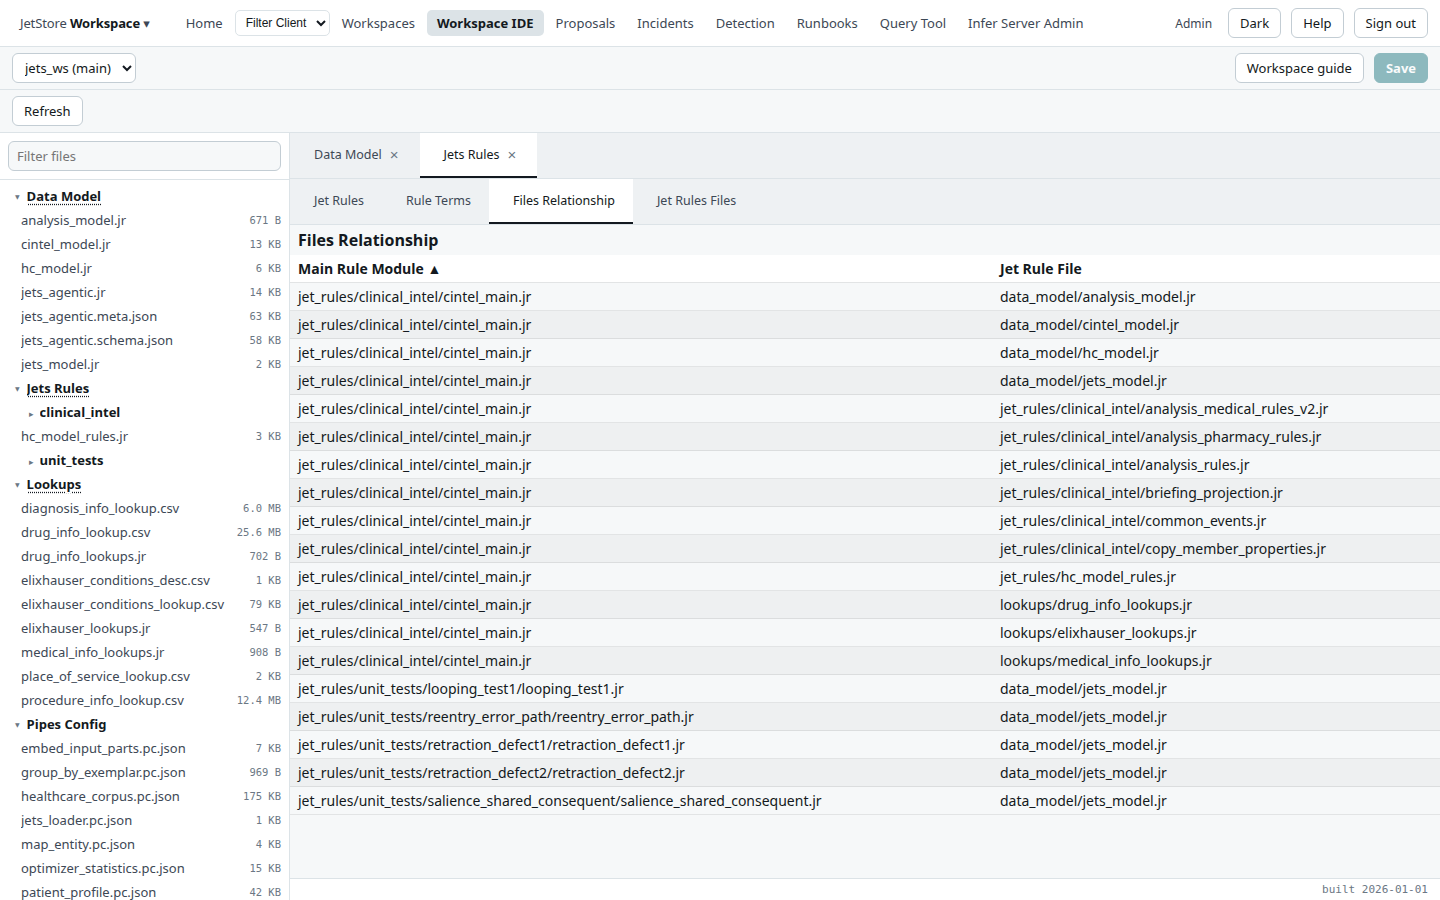 JetStore Workspace ▾ Home Filter Client Workspaces Workspace IDE Proposals Incidents Detection Runbooks Query Tool Infer Server Admin Admin Dark Help Sign out
jets_ws (main) Workspace guide Save
Refresh
Filter files
Data Model × Jets Rules ×
Jet Rules Rule Terms Files Relationship Jet Rules Files
▾ Data Model
analysis_model.jr 671 B
cintel_model.jr 13 KB
hc_model.jr 6 KB
jets_agentic.jr 14 KB
jets_agentic.meta.json 63 KB
jets_agentic.schema.json 58 KB
jets_model.jr 2 KB
▾ Jets Rules
▸ clinical_intel
hc_model_rules.jr 3 KB
▸ unit_tests
▾ Lookups
diagnosis_info_lookup.csv 6.0 MB
drug_info_lookup.csv 25.6 MB
drug_info_lookups.jr 702 B
elixhauser_conditions_desc.csv 1 KB
elixhauser_conditions_lookup.csv 79 KB
elixhauser_lookups.jr 547 B
medical_info_lookups.jr 908 B
place_of_service_lookup.csv 2 KB
procedure_info_lookup.csv 12.4 MB
▾ Pipes Config
embed_input_parts.pc.json 7 KB
group_by_exemplar.pc.json 969 B
healthcare_corpus.pc.json 175 KB
jets_loader.pc.json 1 KB
map_entity.pc.json 4 KB
optimizer_statistics.pc.json 15 KB
patient_profile.pc.json 42 KB
Files Relationship
Main Rule Module ▲ Jet Rule File
jet_rules/clinical_intel/cintel_main.jr data_model/analysis_model.jr
jet_rules/clinical_intel/cintel_main.jr data_model/cintel_model.jr
jet_rules/clinical_intel/cintel_main.jr data_model/hc_model.jr
jet_rules/clinical_intel/cintel_main.jr data_model/jets_model.jr
jet_rules/clinical_intel/cintel_main.jr jet_rules/clinical_intel/analysis_medical_rules_v2.jr
jet_rules/clinical_intel/cintel_main.jr jet_rules/clinical_intel/analysis_pharmacy_rules.jr
jet_rules/clinical_intel/cintel_main.jr jet_rules/clinical_intel/analysis_rules.jr
jet_rules/clinical_intel/cintel_main.jr jet_rules/clinical_intel/briefing_projection.jr
jet_rules/clinical_intel/cintel_main.jr jet_rules/clinical_intel/common_events.jr
jet_rules/clinical_intel/cintel_main.jr jet_rules/clinical_intel/copy_member_properties.jr
jet_rules/clinical_intel/cintel_main.jr jet_rules/hc_model_rules.jr
jet_rules/clinical_intel/cintel_main.jr lookups/drug_info_lookups.jr
jet_rules/clinical_intel/cintel_main.jr lookups/elixhauser_lookups.jr
jet_rules/clinical_intel/cintel_main.jr lookups/medical_info_lookups.jr
jet_rules/unit_tests/looping_test1/looping_test1.jr data_model/jets_model.jr
jet_rules/unit_tests/reentry_error_path/reentry_error_path.jr data_model/jets_model.jr
jet_rules/unit_tests/retraction_defect1/retraction_defect1.jr data_model/jets_model.jr
jet_rules/unit_tests/retraction_defect2/retraction_defect2.jr data_model/jets_model.jr
jet_rules/unit_tests/salience_shared_consequent/salience_shared_consequent.jr data_model/jets_model.jr
built 2026-01-01